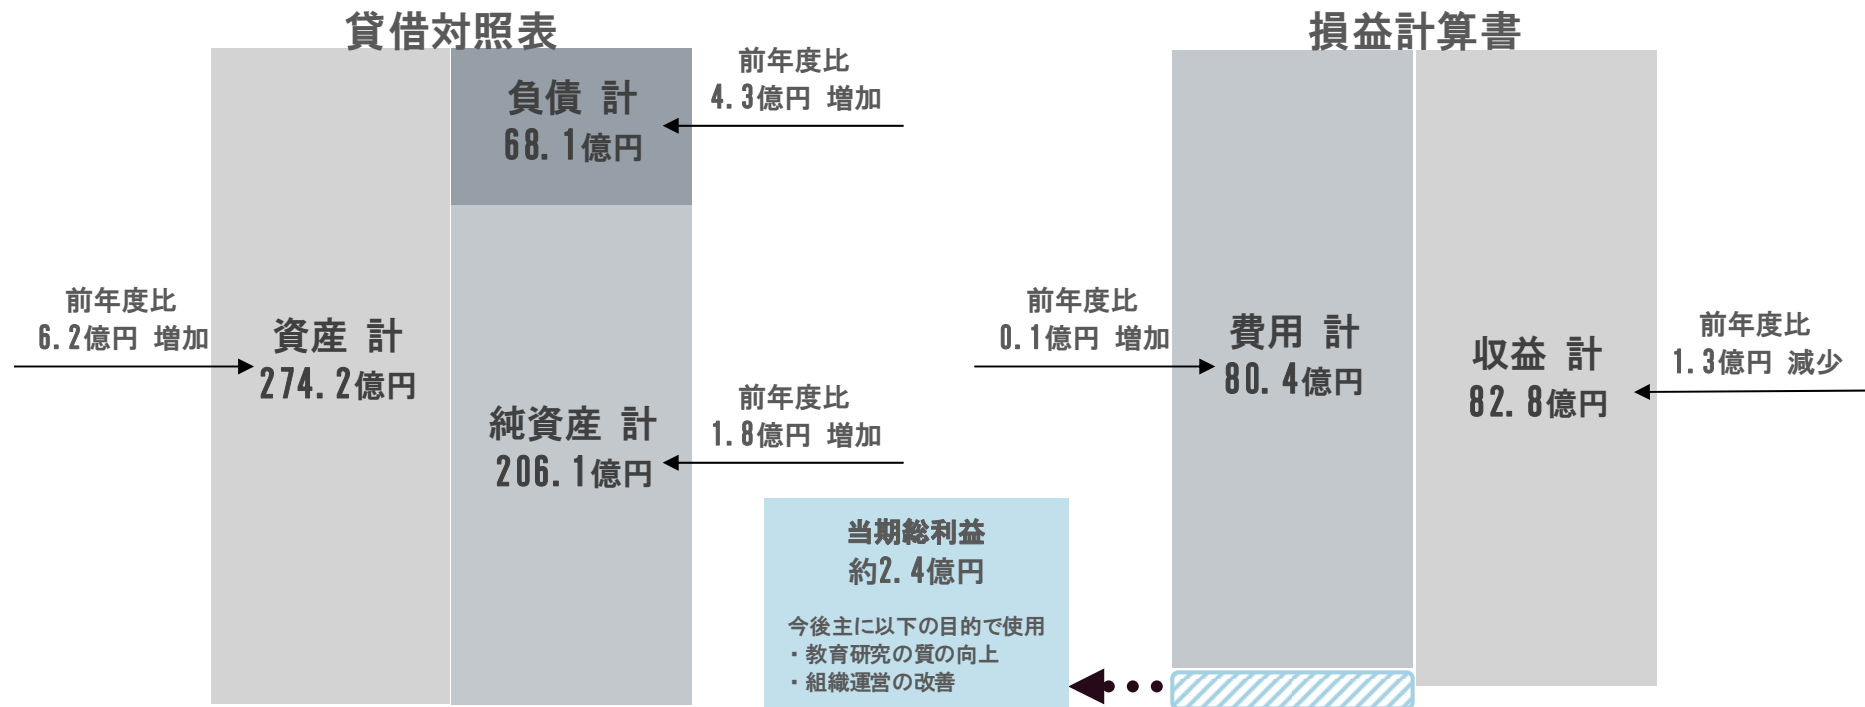 貸借対照表
負債 計
68.1億円
前年度比
4.3億円 増加
前年度比
6.2億円 増加
資産 計
274.2億円
純資産 計
206.1億円
前年度比
1.8億円 増加
損益計算書
前年度比
0.1億円 増加
費用 計
80.4億円
収益 計
82.8億円
前年度比
1.3億円 減少
当期総利益
約2.4億円
今後主に以下の目的で使用
・教育研究の質の向上
・組織運営の改善